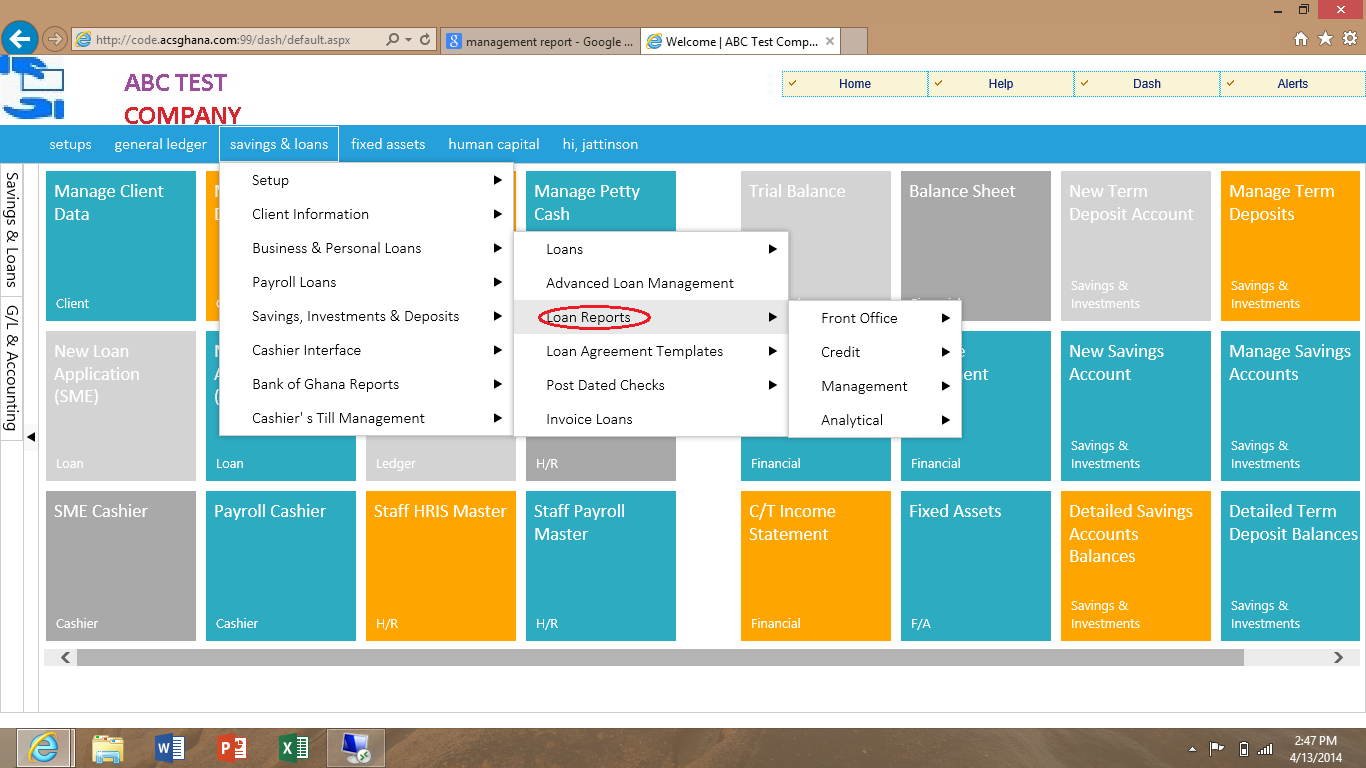 http://code.acsghana.com:99/dash/default.aspx
management report - Google ...
Welcome | ABC Test Comp...
ABC TEST
COMPANY
Home
Help
Dash
Alerts
setups
general ledger
savings & loans
fixed assets
human capital
hi, jattinson
Savings & Loans
G/L & Accounting
Setup
Client Information
Business & Personal Loans
Payroll Loans
Savings, Investments & Deposits
Cashier Interface
Bank of Ghana Reports
Cashier' s Till Management
Loans
Advanced Loan Management
Loan Reports
Loan Agreement Templates
Post Dated Checks
Invoice Loans
Front Office
Credit
Management
Analytical
Manage Client
Data
Client
Manage Petty
Cash
Trial Balance
Balance Sheet
New Term
Deposit Account
Savings &
Investments
Manage Term
Deposits
Savings &
Investments
New Loan
Application
(SME)
Loan
Loan
Ledger
H/R
Financial
Financial
New Savings
Account
Savings &
Investments
Manage Savings
Accounts
Savings &
Investments
SME Cashier
Cashier
Payroll Cashier
Cashier
Staff HRIS Master
H/R
Staff Payroll
Master
H/R
C/T Income
Statement
Financial
Fixed Assets
F/A
Detailed Savings
Accounts
Balances
Savings &
Investments
Detailed Term
Deposit Balances
Savings &
Investments
2:47 PM
4/13/2014